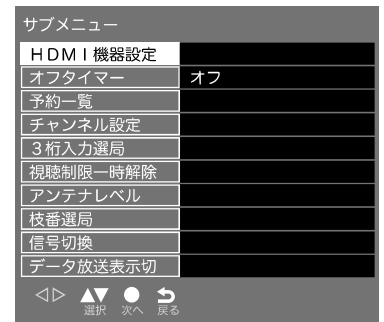 サブメニュー
HDMI機器設定
オフタイマー オフ
予約一覧
チャンネル設定
3桁入力選局
視聴制限一時解除
アンテナレベル
枝番選局
信号切換
データ放送表示切
選択 次へ 戻る